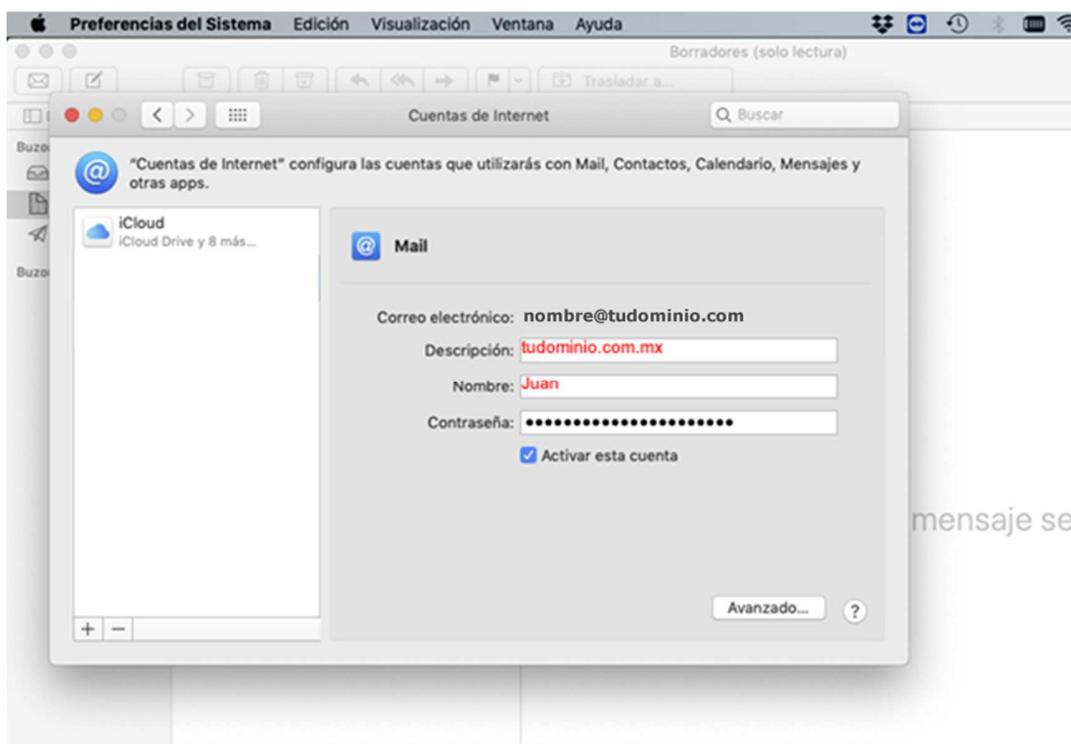 Preferencias del Sistema Edición Visualización Ventana Ayuda
Borradores (solo lectura)
Trasladar a...
Cuentas de Internet
Buscar
Buzo
"Cuentas de Internet" configura las cuentas que utilizarás con Mail, Contactos, Calendario, Mensajes y
otras apps.
iCloud
iCloud Drive y 8 más...
Buzo
Mail
Correo electrónico: nombre@tudominio.com
Descripción: tudominio.com.mx
Nombre: Juan
Contraseña: ••••••••••••••••••••••
Activar esta cuenta
mensaje se
Avanzado... ?
+ −